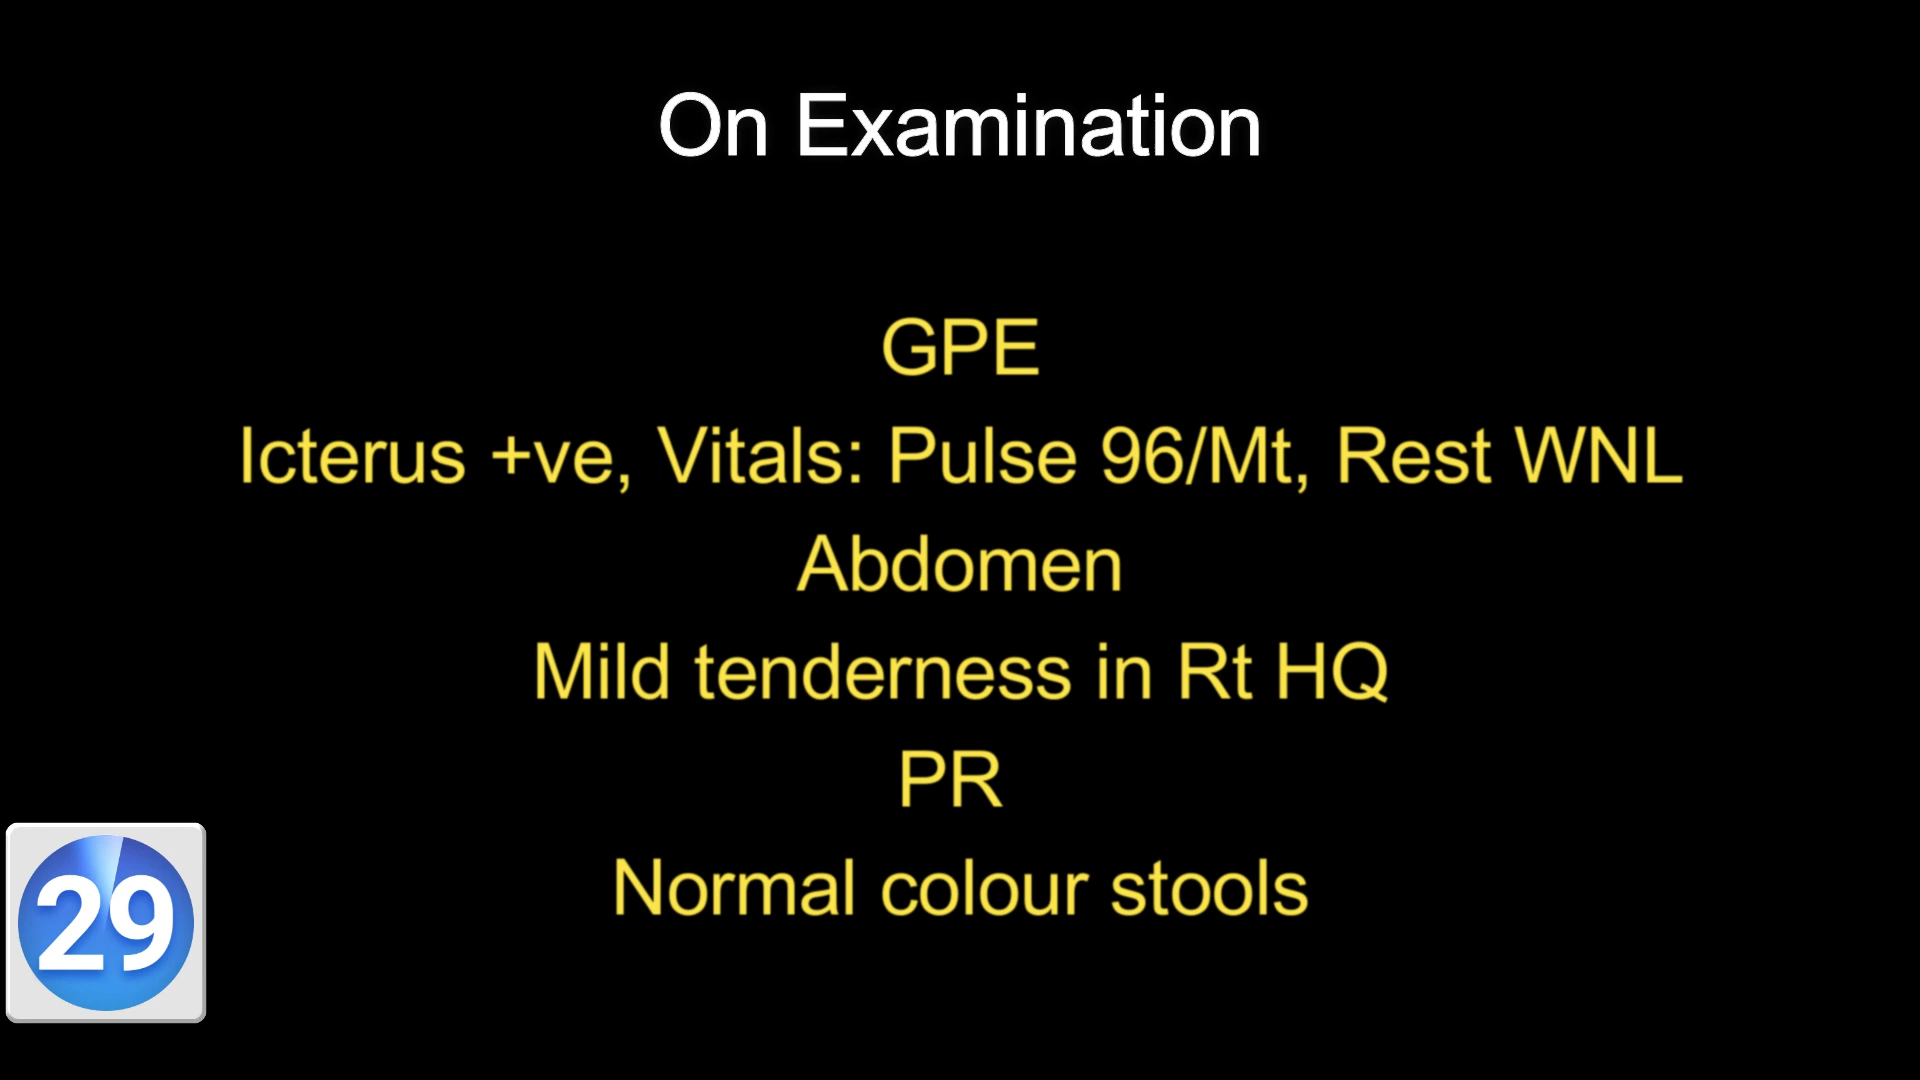 On Examination
GPE
Icterus +ve, Vitals: Pulse 96/Mt, Rest WNL
Abdomen
Mild tenderness in Rt HQ
PR
Normal colour stools
29